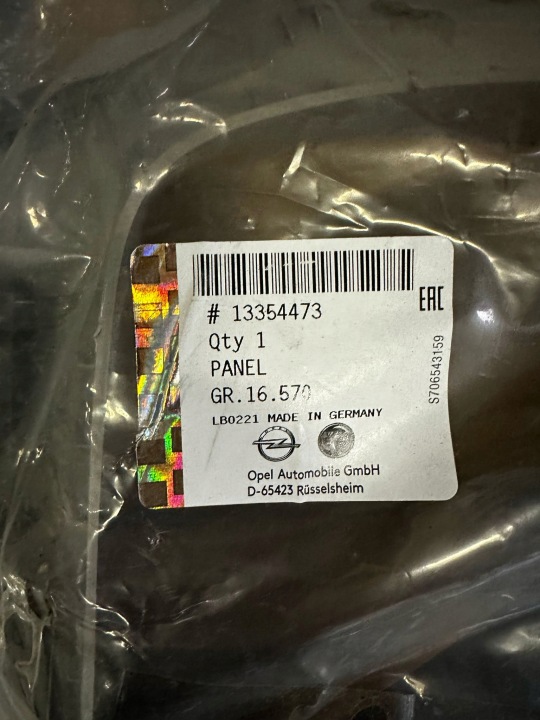 # 13354473
EAC
Qty 1
PANEL
GR.16.570
LB0221 MADE IN GERMANY
Opel Automobile GmbH
D-65423 Rüsselsheim
S706543159